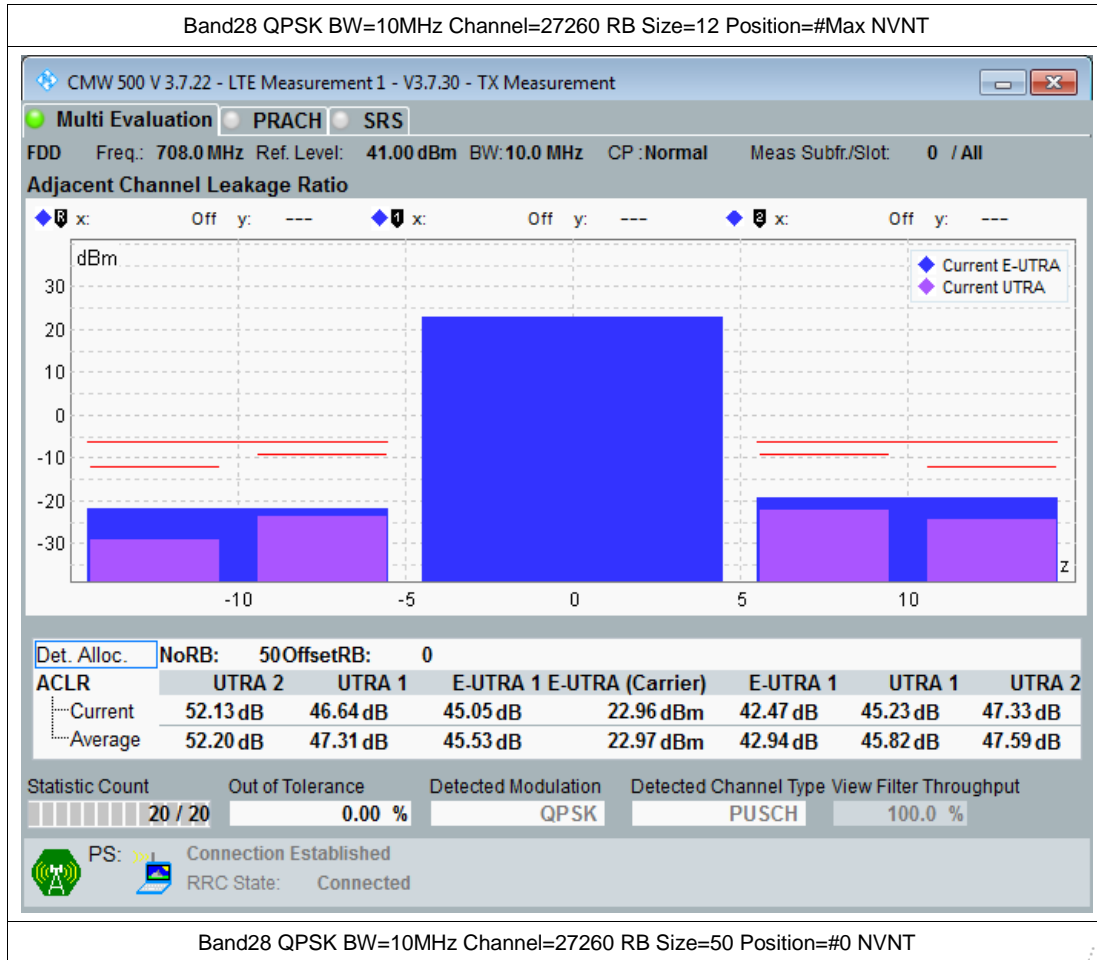 Band28 QPSK BW=10MHz Channel=27260 RB Size=12 Position=#Max NVNT
CMW 500 V 3.7.22 - LTE Measurement 1 - V3.7.30 - TX Measurement
Multi Evaluation PRACH SRS
FDD Freq.: 708.0 MHz Ref. Level: 41.00 dBm BW: 10.0 MHz CP : Normal Meas Subfr./Slot: 0 / All
Adjacent Channel Leakage Ratio
R x: Off y: --- 1 x: Off y: --- 2 x: Off y: ---
dBm
Current E-UTRA
Current UTRA
30
20
10
0
-10
-20
-30
z
-10 -5 0 5 10
Det. Alloc. NoRB: 50 OffsetRB: 0
ACLR UTRA 2 UTRA 1 E-UTRA 1 E-UTRA (Carrier) E-UTRA 1 UTRA 1 UTRA 2
Current 52.13 dB 46.64 dB 45.05 dB 22.96 dBm 42.47 dB 45.23 dB 47.33 dB
Average 52.20 dB 47.31 dB 45.53 dB 22.97 dBm 42.94 dB 45.82 dB 47.59 dB
Statistic Count Out of Tolerance Detected Modulation Detected Channel Type View Filter Throughput
20 / 20 0.00 % QPSK PUSCH 100.0 %
PS: Connection Established
RRC State: Connected
Band28 QPSK BW=10MHz Channel=27260 RB Size=50 Position=#0 NVNT